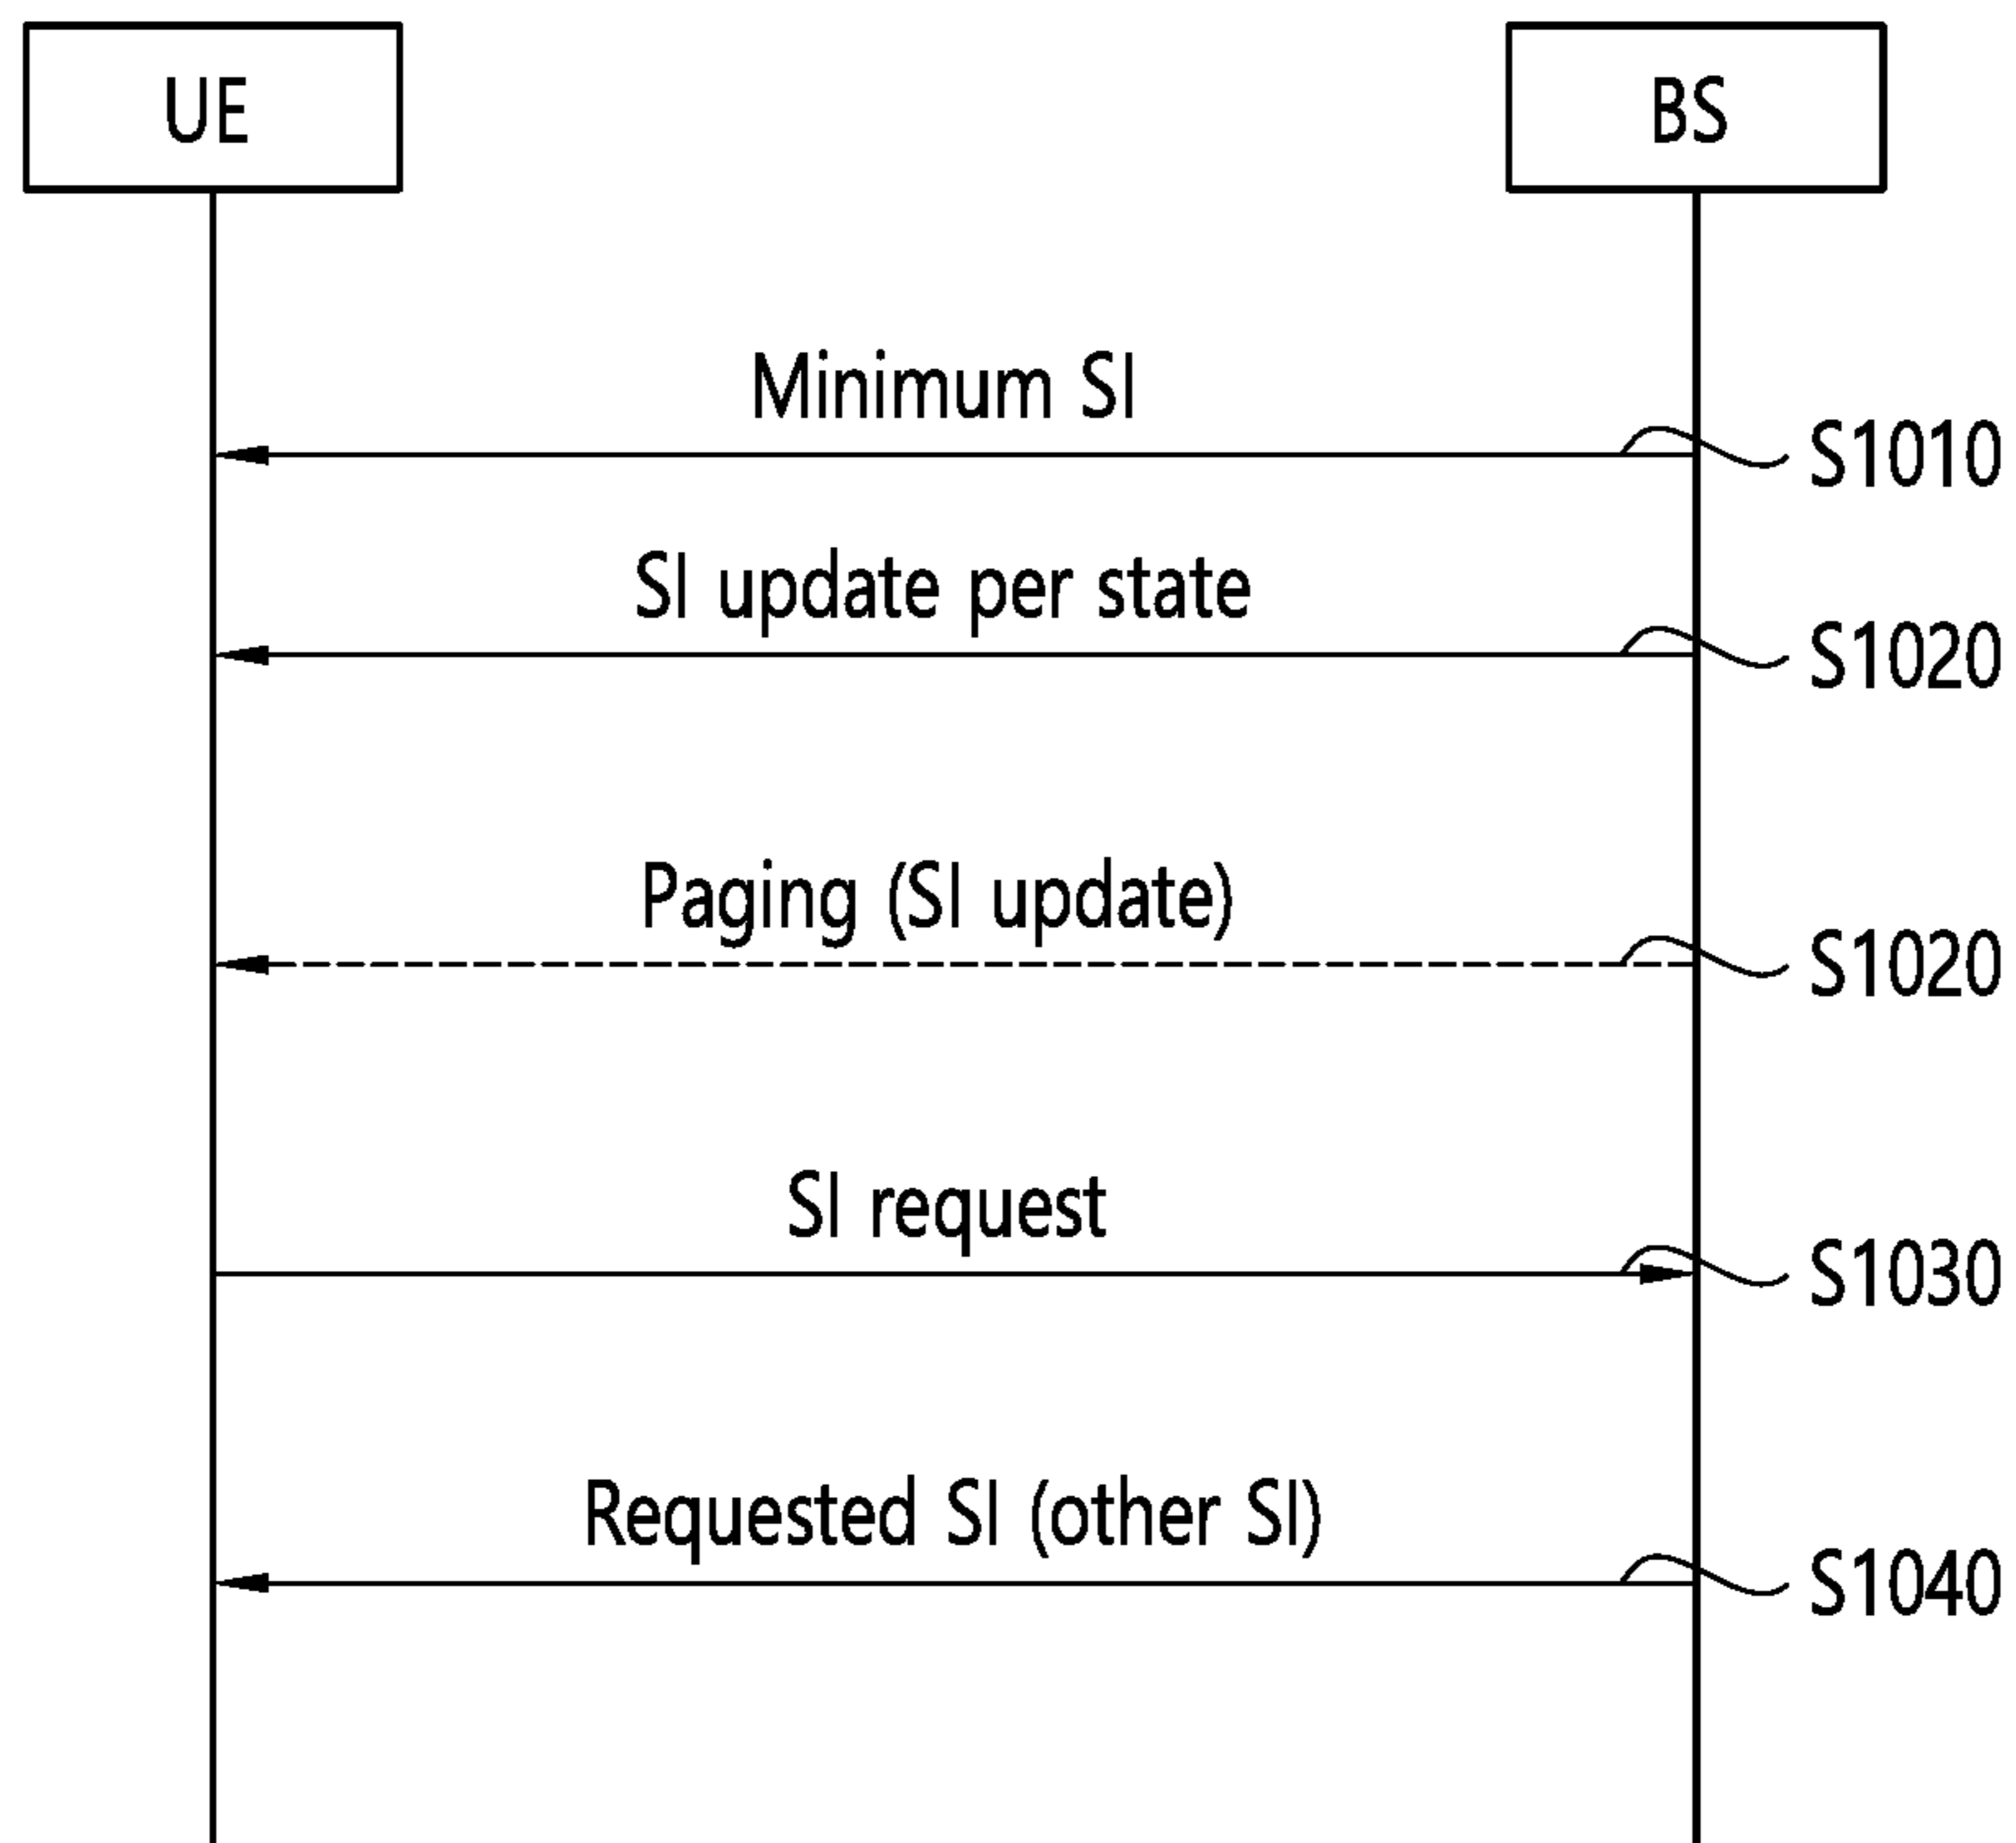 UE
BS
Minimum SI
S1010
SI update per state
S1020
Paging (SI update)
S1020
SI request
S1030
Requested SI (other SI)
S1040